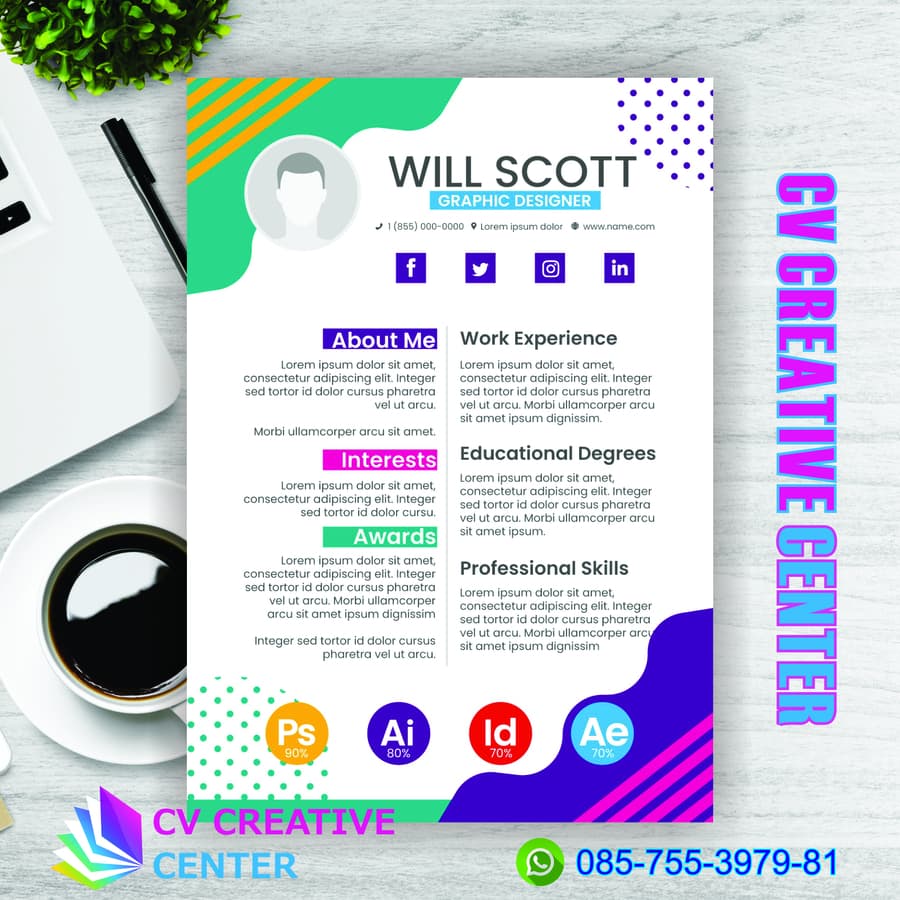 WILL SCOTT
GRAPHIC DESIGNER
1 (855) 000-0000 Lorem ipsum dolor www.name.com
f in
About Me
Lorem ipsum dolor sit amet,
consectetur adipiscing elit. Integer
sed tortor id dolor cursus pharetra
vel ut arcu.
Morbi ullamcorper arcu sit amet.
Interests
Lorem ipsum dolor sit amet,
consectetur adipiscing elit. Integer
sed tortor id dolor cursu.
Awards
Lorem ipsum dolor sit amet,
consectetur adipiscing elit. Integer
sed tortor id dolor cursus pharetra
vel ut arcu. Morbi ullamcorper
arcu sit amet ipsum dignissim
Integer sed tortor id dolor cursus
pharetra vel ut arcu.
Work Experience
Lorem ipsum dolor sit amet,
consectetur adipiscing elit. Integer
sed tortor id dolor cursus pharetra
vel ut arcu. Morbi ullamcorper arcu
sit amet ipsum dignissim.
Educational Degrees
Lorem ipsum dolor sit amet,
consectetur adipiscing elit. Integer
sed tortor id dolor cursus pharetra
vel ut arcu. Morbi ullamcorper arcu
sit amet ipsum.
Professional Skills
Lorem ipsum dolor sit amet,
consectetur adipiscing elit. Integer
sed tortor id dolor cursus pharetra
vel ut arcu. Morbi ullamcorper arcu
sit amet ipsum dignissim
Ps Ai Id Ae
90% 80% 70% 70%
CV CREATIVE CENTER
CV CREATIVE
CENTER
085-755-3979-81